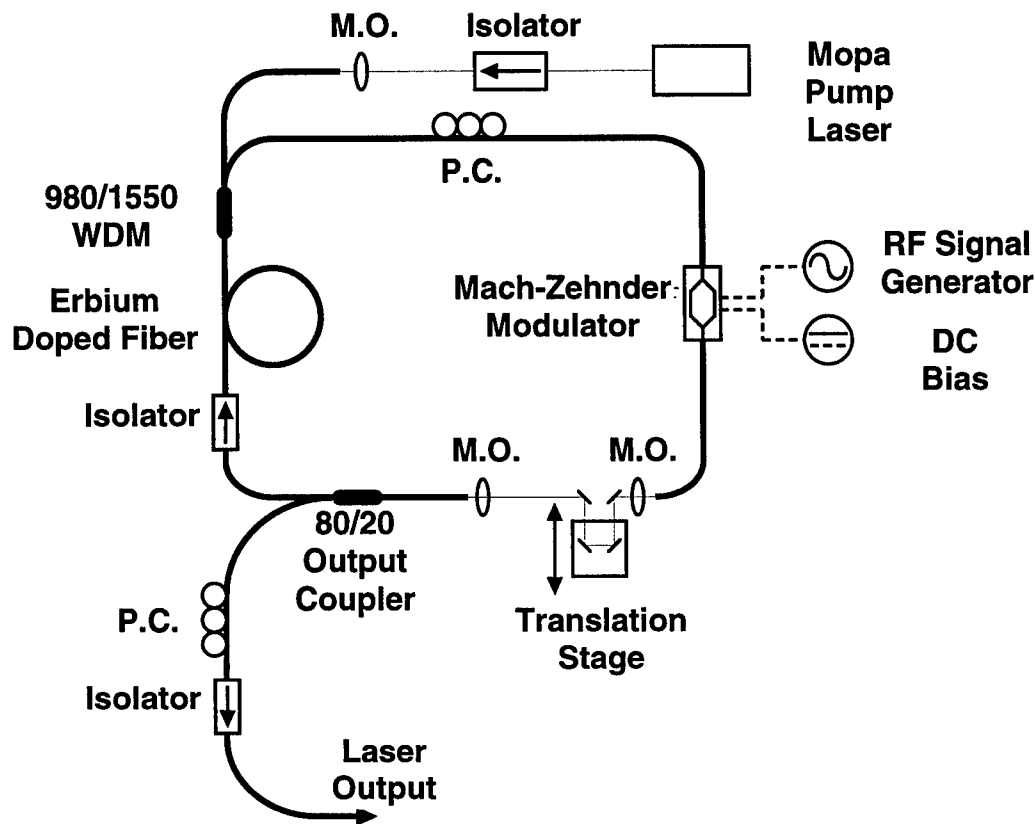 M.O.
Isolator
Mopa
Pump
Laser
P.C.
980/1550
WDM
RF Signal
Generator
Mach-Zehnder
Modulator
Erbium
Doped Fiber
DC
Bias
Isolator
M.O.
M.O.
80/20
Output
Coupler
P.C.
Translation
Stage
Isolator
Laser
Output